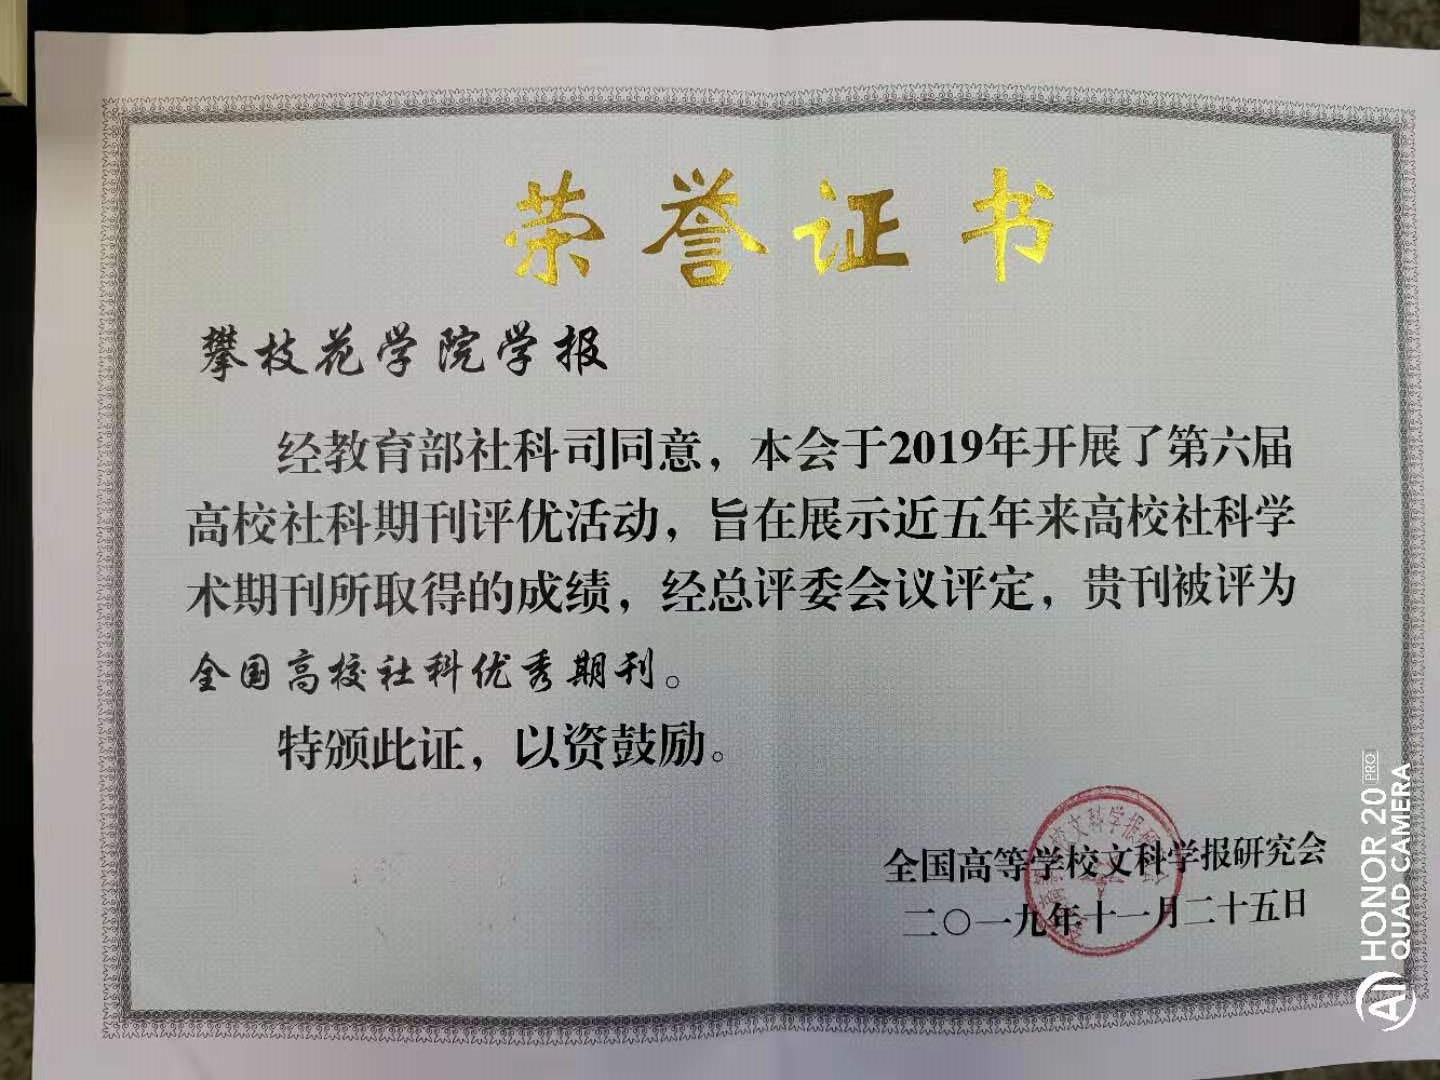 荣誉证书
攀枝花学院学报
经教育部社科司同意，本会于2019年开展了第六届
高校社科期刊评优活动，旨在展示近五年来高校社科学
术期刊所取得的成绩，经总评委会议评定，贵刊被评为
全国高校社科优秀期刊。
特颁此证，以资鼓励。
全国高等学校文科学报研究会
二〇一九年十一月二十五日
校文科学报研
HONOR 20 PRO
AI QUAD CAMERA